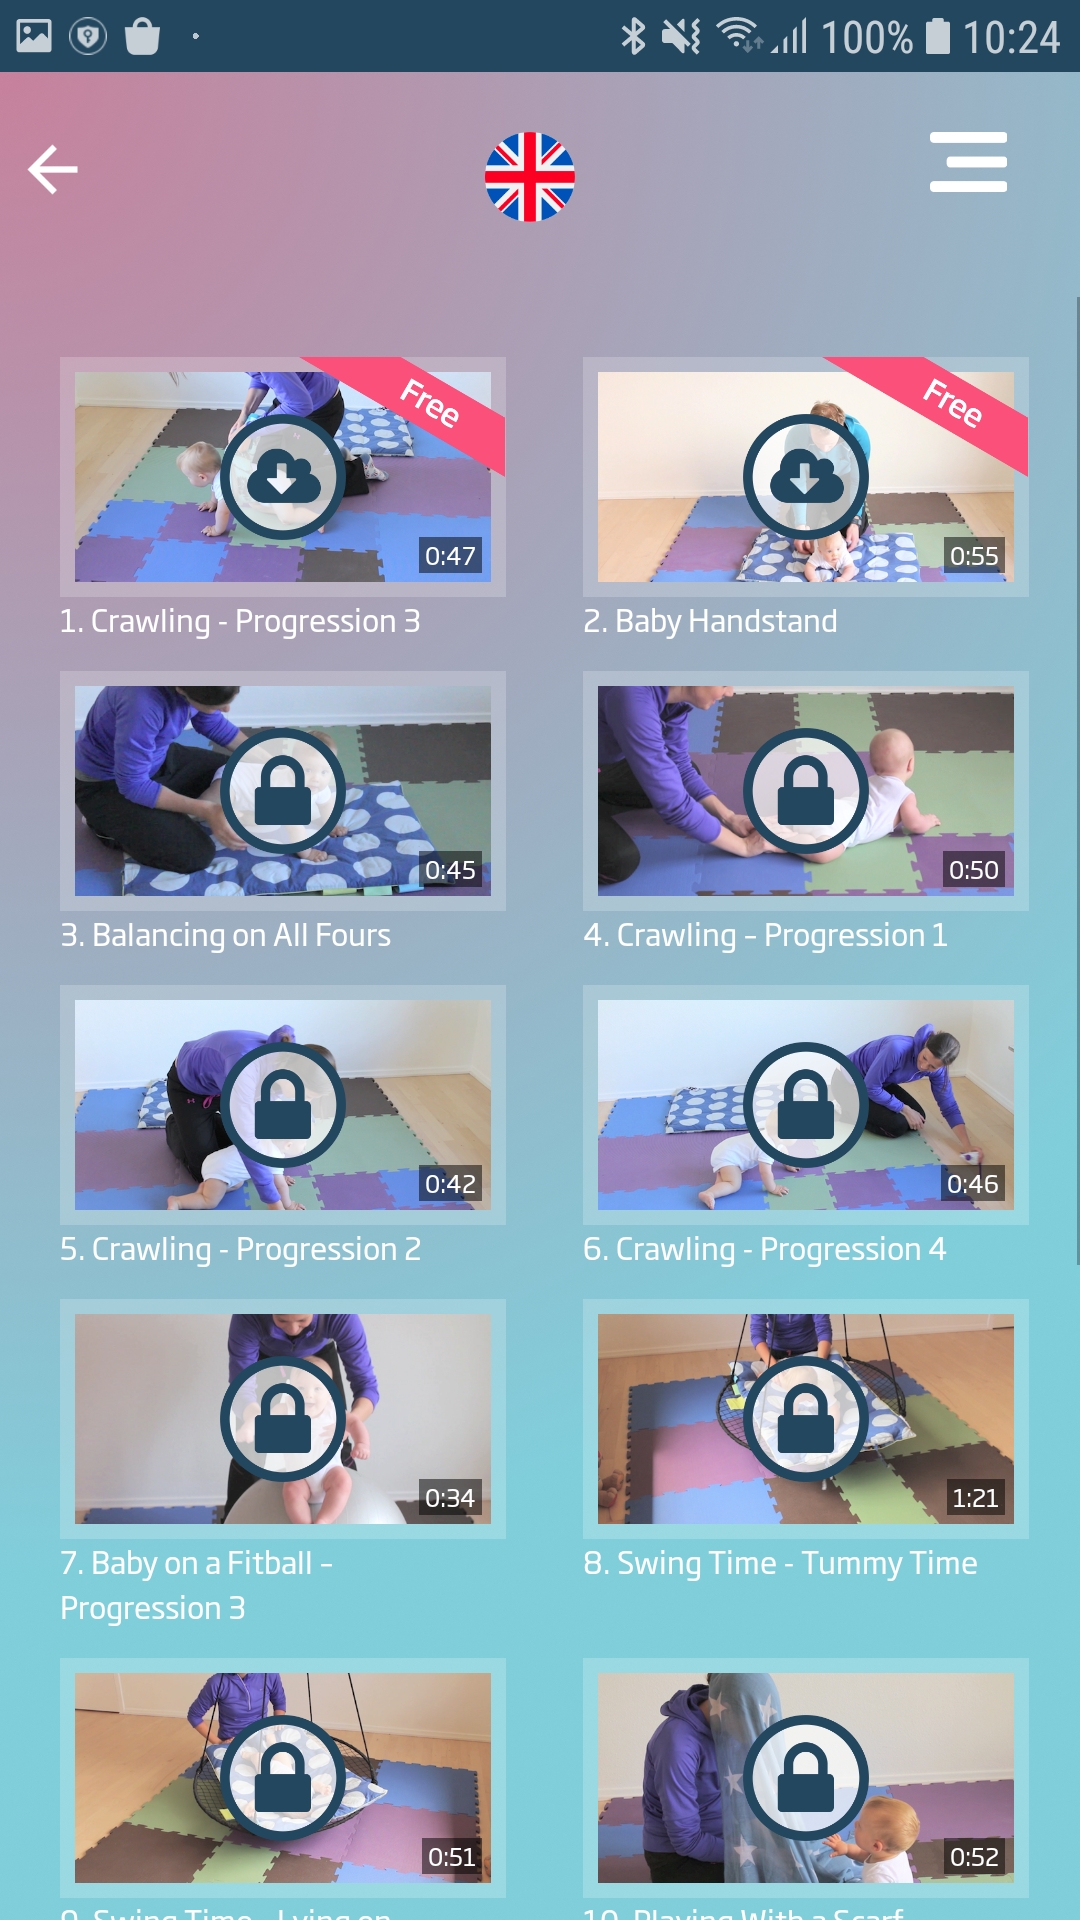 100% 10:24
Free
0:47
1. Crawling - Progression 3
Free
0:55
2. Baby Handstand
0:45
3. Balancing on All Fours
0:50
4. Crawling – Progression 1
0:42
5. Crawling - Progression 2
0:46
6. Crawling - Progression 4
0:34
7. Baby on a Fitball –
Progression 3
1:21
8. Swing Time - Tummy Time
0:51
9. Swing Time - Lying on
0:52
10. Playing With a Scarf